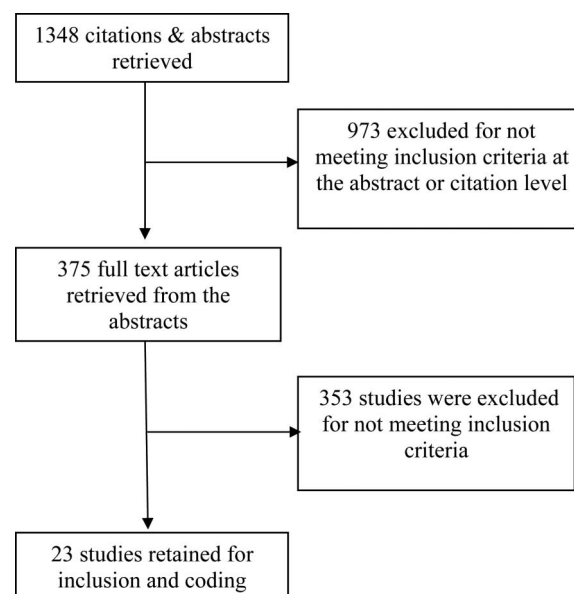 1348 citations & abstracts
retrieved
973 excluded for not
meeting inclusion criteria at
the abstract or citation level
375 full text articles
retrieved from the
abstracts
353 studies were excluded
for not meeting inclusion
criteria
23 studies retained for
inclusion and coding